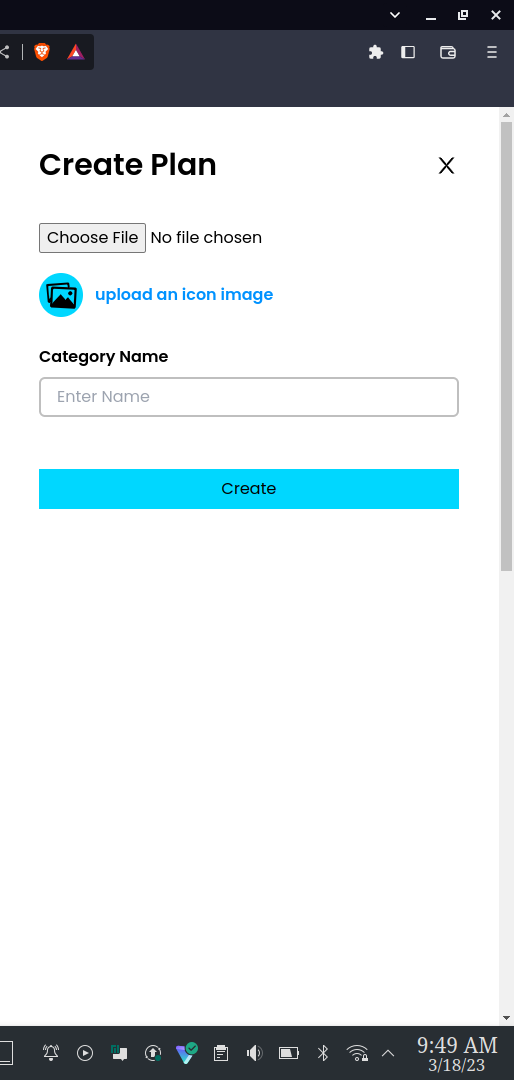 Create Plan
Choose File No file chosen
upload an icon image
Category Name
Enter Name
Create
9:49 AM
3/18/23